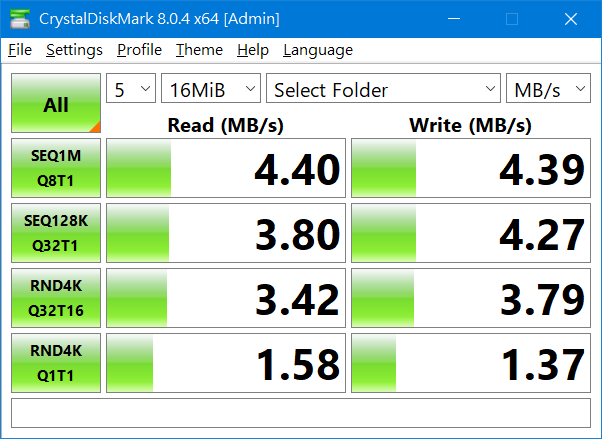 CrystalDiskMark 8.0.4 x64 [Admin]
File Settings Profile Theme Help Language
All 5 16MiB Select Folder MB/s
Read (MB/s) Write (MB/s)
SEQ1M
Q8T1
4.40 4.39
SEQ128K
Q32T1
3.80 4.27
RND4K
Q32T16
3.42 3.79
RND4K
Q1T1
1.58 1.37